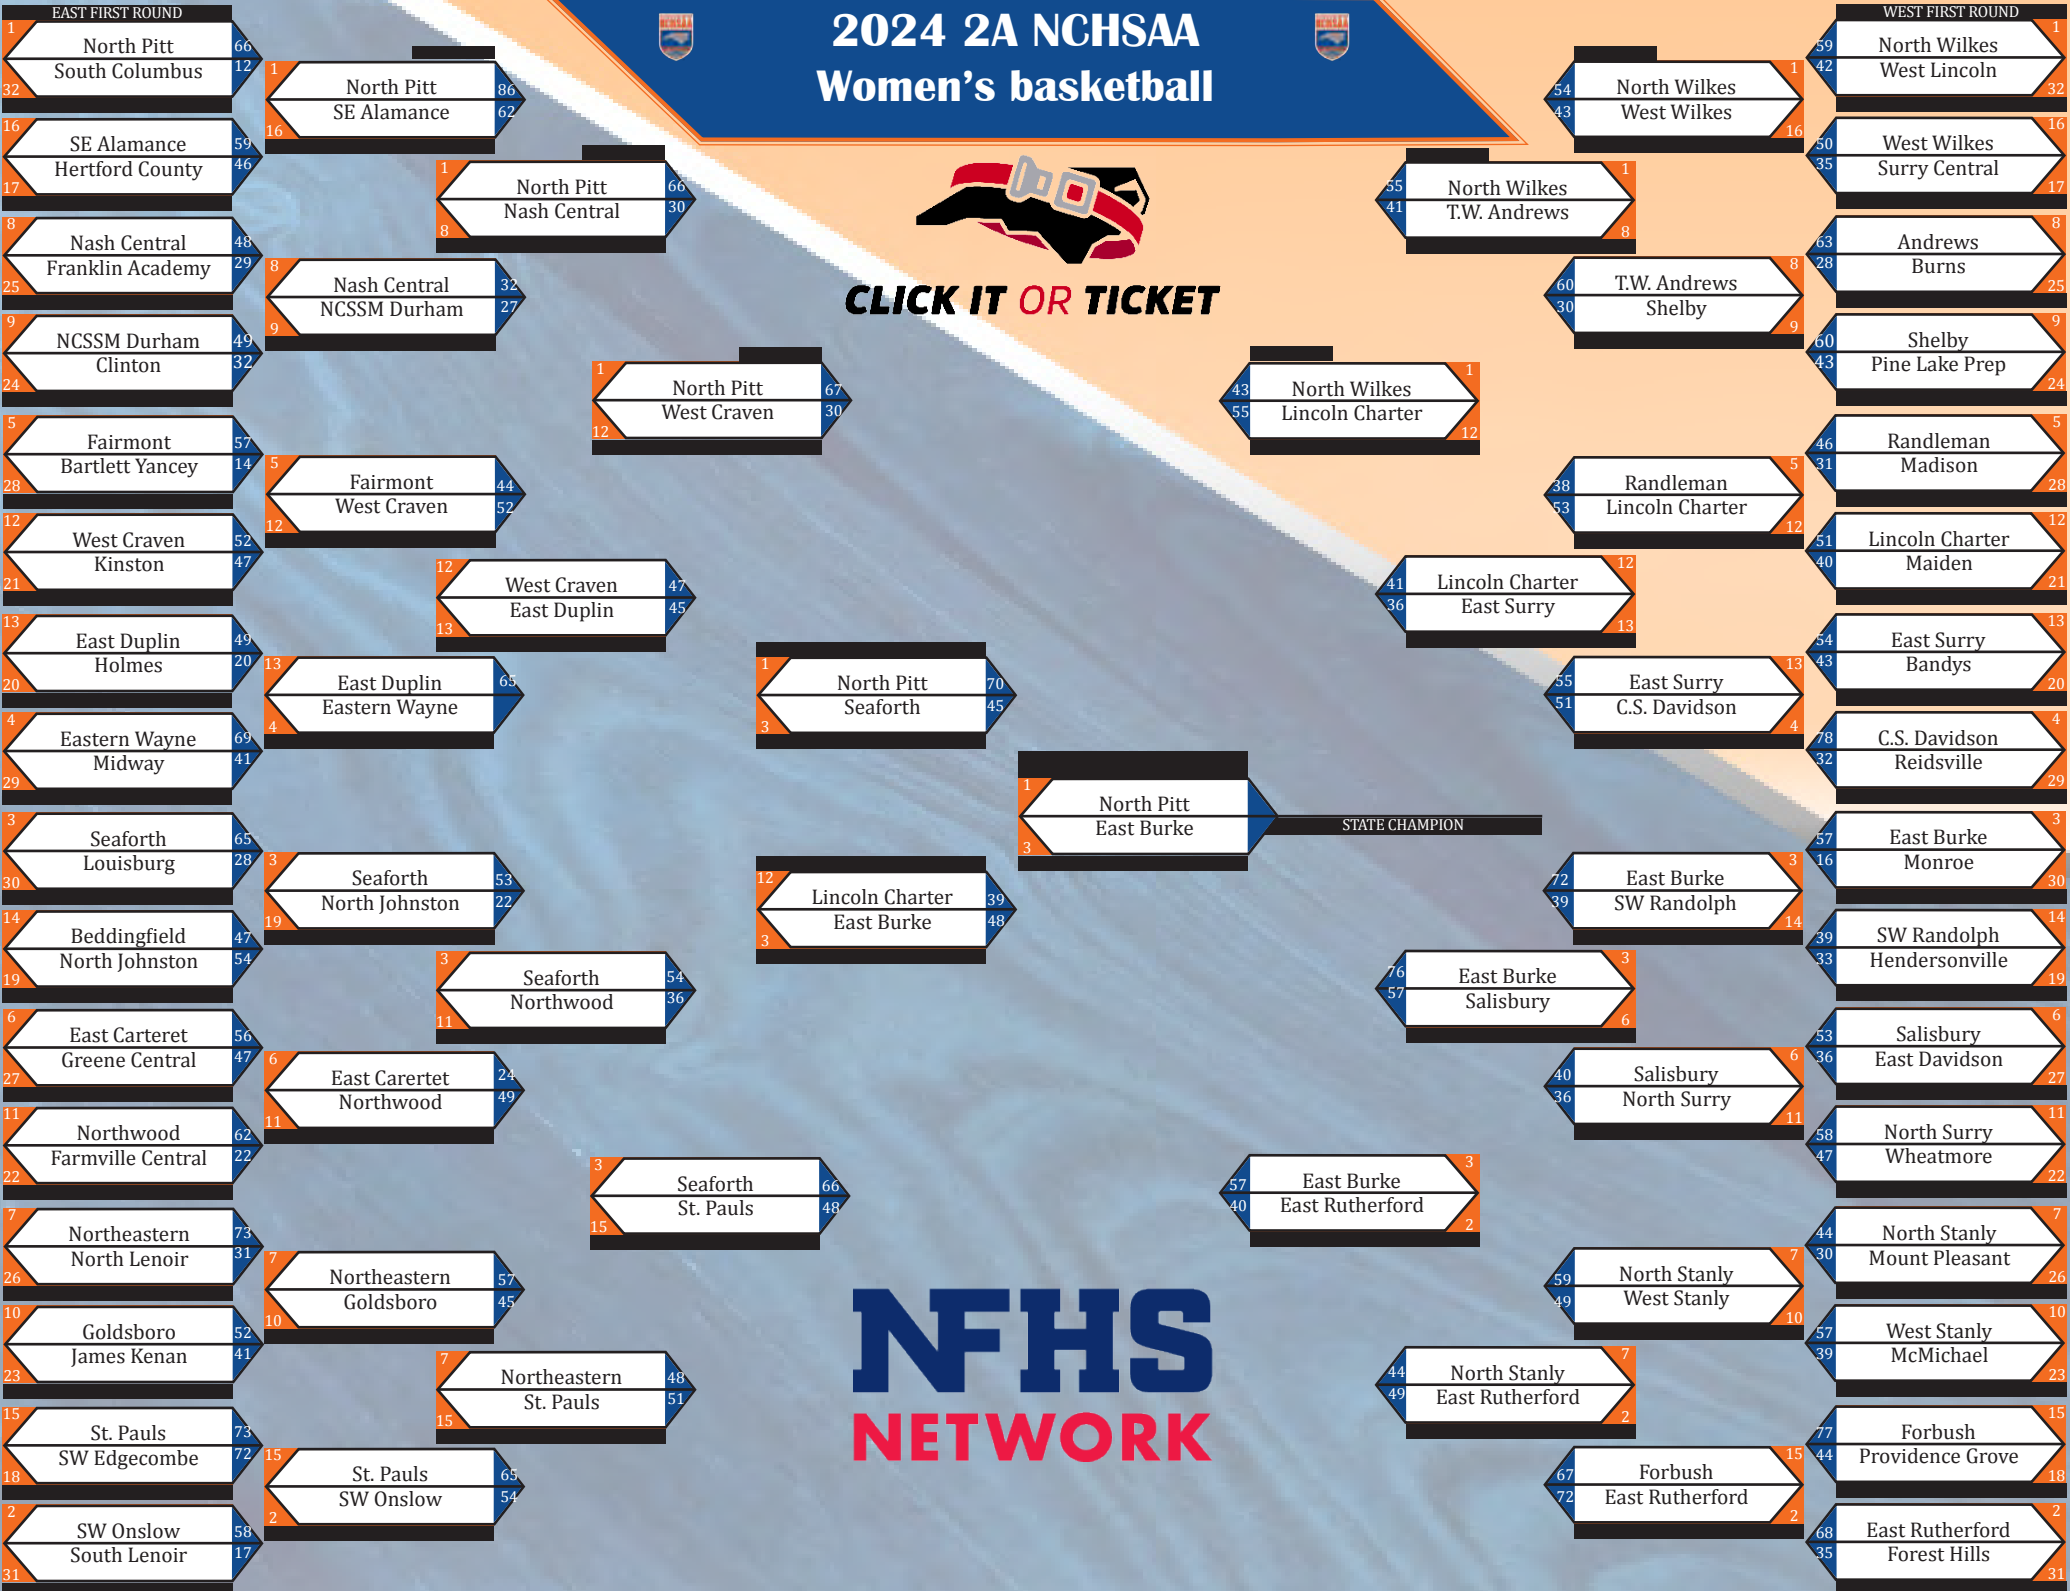 2024 2A NCHSAA
Women's basketball
EAST FIRST ROUND
1
North Pitt 66
South Columbus 12
32
16
SE Alamance 59
Hertford County 46
17
8
Nash Central 48
Franklin Academy 29
25
9
NCSSM Durham 49
Clinton 32
24
5
Fairmont 57
Bartlett Yancey 14
28
12
West Craven 52
Kinston 47
21
13
East Duplin 49
Holmes 20
20
4
Eastern Wayne 69
Midway 41
29
3
Seaforth 65
Louisburg 28
30
14
Beddingfield 47
North Johnston 54
19
6
East Carteret 56
Greene Central 47
27
11
Northwood 62
Farmville Central 22
22
7
Northeastern 73
North Lenoir 31
26
10
Goldsboro 52
James Kenan 41
23
15
St. Pauls 73
SW Edgecombe 72
18
2
SW Onslow 58
South Lenoir 17
31
1
North Pitt 86
SE Alamance 62
16
8
Nash Central 32
NCSSM Durham 27
9
5
Fairmont 44
West Craven 52
12
13
East Duplin 65
Eastern Wayne
4
3
Seaforth 53
North Johnston 22
19
6
East Carertet 24
Northwood 49
11
7
Northeastern 57
Goldsboro 45
10
15
St. Pauls 65
SW Onslow 54
2
1
North Pitt 66
Nash Central 30
8
12
West Craven 47
East Duplin 45
13
3
Seaforth 54
Northwood 36
11
7
Northeastern 48
St. Pauls 51
15
1
North Pitt 67
West Craven 30
12
3
Seaforth 66
St. Pauls 48
15
1
North Pitt 70
Seaforth 45
3
12
Lincoln Charter 39
East Burke 48
3
1
North Pitt
East Burke
3
STATE CHAMPION
CLICK IT OR TICKET
NFHS
NETWORK
1
43 North Wilkes
55 Lincoln Charter
12
3
57 East Burke
40 East Rutherford
2
1
55 North Wilkes
41 T.W. Andrews
8
12
41 Lincoln Charter
36 East Surry
13
3
76 East Burke
57 Salisbury
6
7
44 North Stanly
49 East Rutherford
2
1
54 North Wilkes
43 West Wilkes
16
8
60 T.W. Andrews
30 Shelby
9
5
38 Randleman
53 Lincoln Charter
12
13
55 East Surry
51 C.S. Davidson
4
3
72 East Burke
39 SW Randolph
14
6
40 Salisbury
36 North Surry
11
7
59 North Stanly
49 West Stanly
10
15
67 Forbush
72 East Rutherford
2
WEST FIRST ROUND
1
59 North Wilkes
42 West Lincoln
32
16
50 West Wilkes
35 Surry Central
17
8
63 Andrews
28 Burns
25
9
60 Shelby
43 Pine Lake Prep
24
5
46 Randleman
31 Madison
28
12
51 Lincoln Charter
40 Maiden
21
13
54 East Surry
43 Bandys
20
4
78 C.S. Davidson
32 Reidsville
29
3
57 East Burke
16 Monroe
30
14
39 SW Randolph
33 Hendersonville
19
6
53 Salisbury
36 East Davidson
27
11
58 North Surry
47 Wheatmore
22
7
44 North Stanly
30 Mount Pleasant
26
10
57 West Stanly
39 McMichael
23
15
77 Forbush
44 Providence Grove
18
2
68 East Rutherford
35 Forest Hills
31